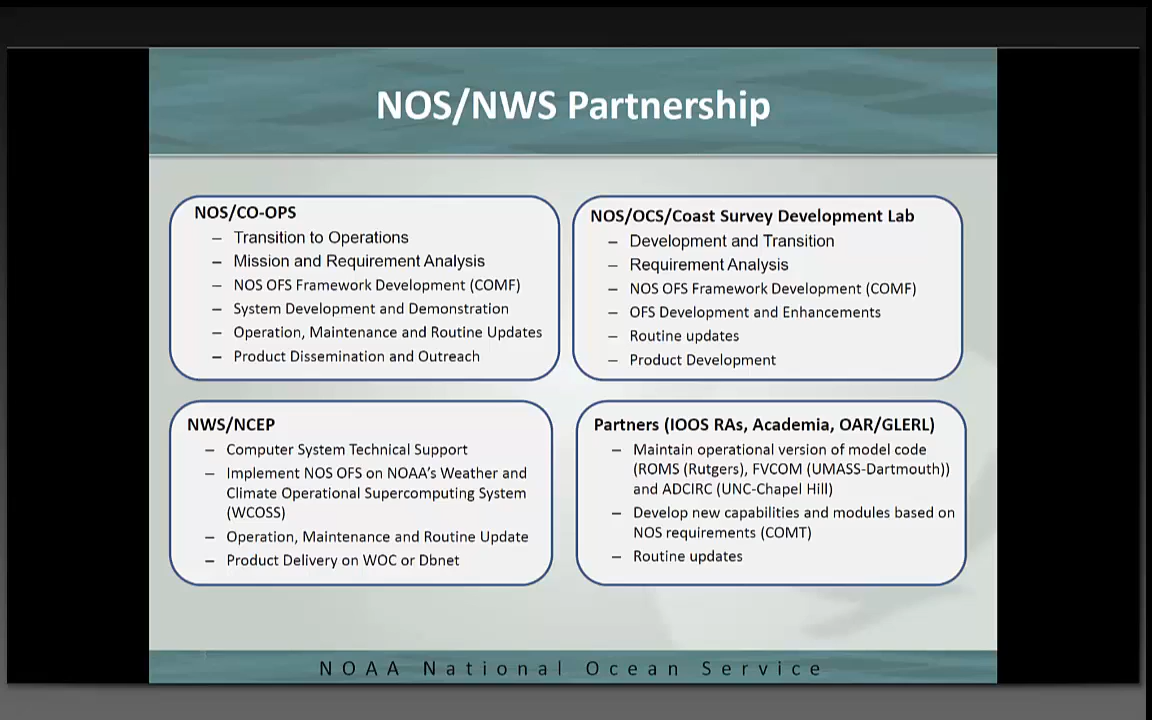 NOS/NWS Partnership
NOS/CO-OPS
– Transition to Operations
– Mission and Requirement Analysis
– NOS OFS Framework Development (COMF)
– System Development and Demonstration
– Operation, Maintenance and Routine Updates
– Product Dissemination and Outreach
NOS/OCS/Coast Survey Development Lab
– Development and Transition
– Requirement Analysis
– NOS OFS Framework Development (COMF)
– OFS Development and Enhancements
– Routine updates
– Product Development
NWS/NCEP
– Computer System Technical Support
– Implement NOS OFS on NOAA’s Weather and
Climate Operational Supercomputing System
(WCOSS)
– Operation, Maintenance and Routine Update
– Product Delivery on WOC or Dbnet
Partners (IOOS RAs, Academia, OAR/GLERL)
– Maintain operational version of model code
(ROMS (Rutgers), FVCOM (UMASS-Dartmouth))
and ADCIRC (UNC-Chapel Hill)
– Develop new capabilities and modules based on
NOS requirements (COMT)
– Routine updates
NOAA National Ocean Service